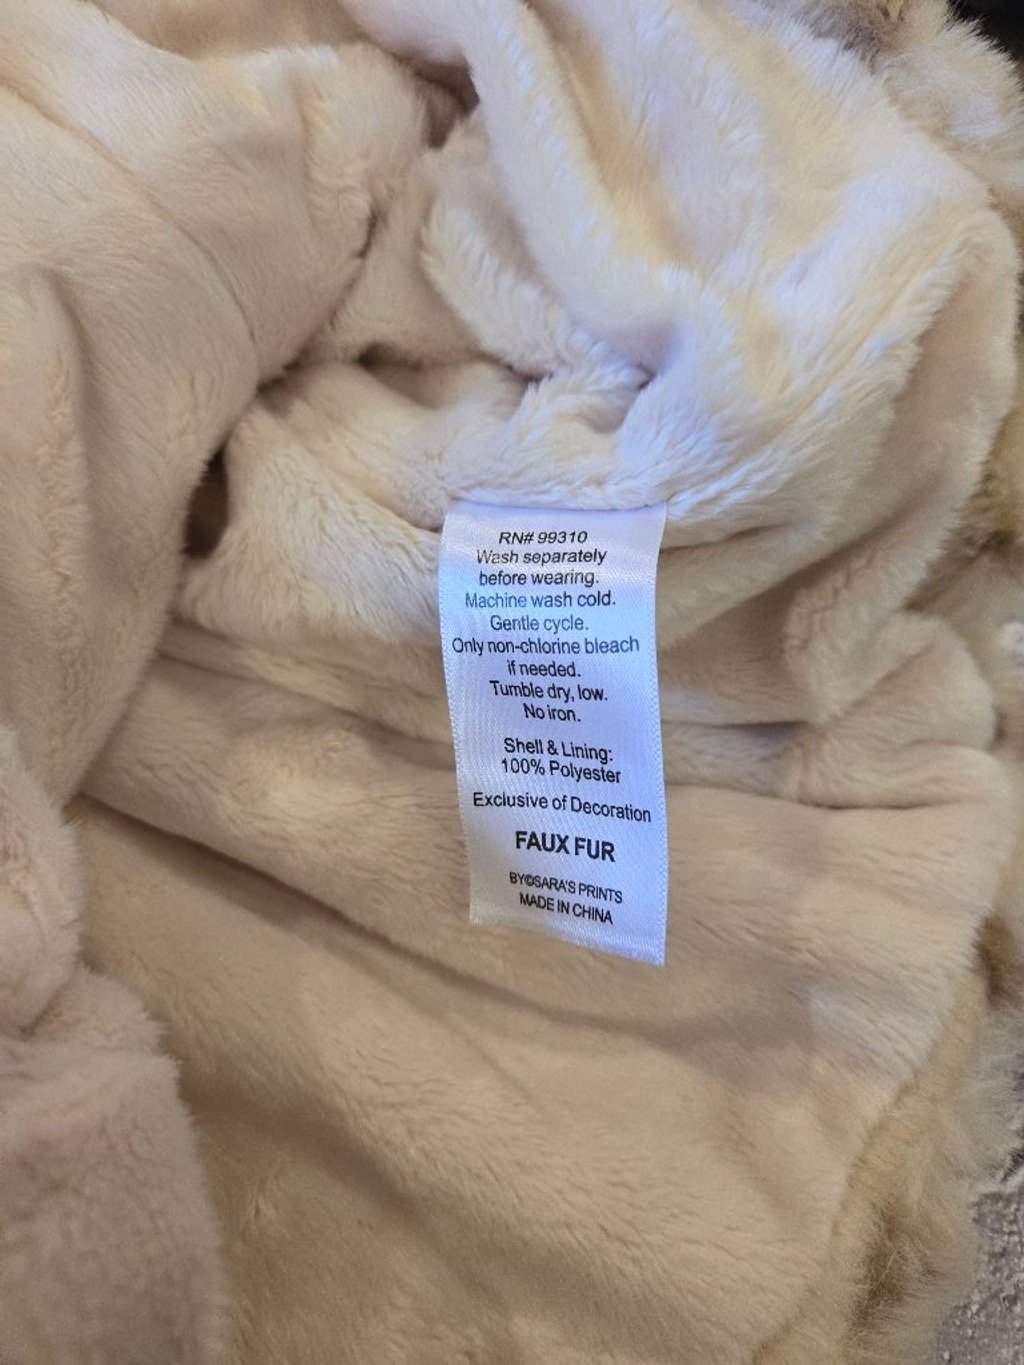 RN# 99310
Wash separately
before wearing.
Machine wash cold.
Gentle cycle.
Only non-chlorine bleach
if needed.
Tumble dry, low.
No iron.
Shell & Lining:
100% Polyester
Exclusive of Decoration
FAUX FUR
BY©SARA'S PRINTS
MADE IN CHINA